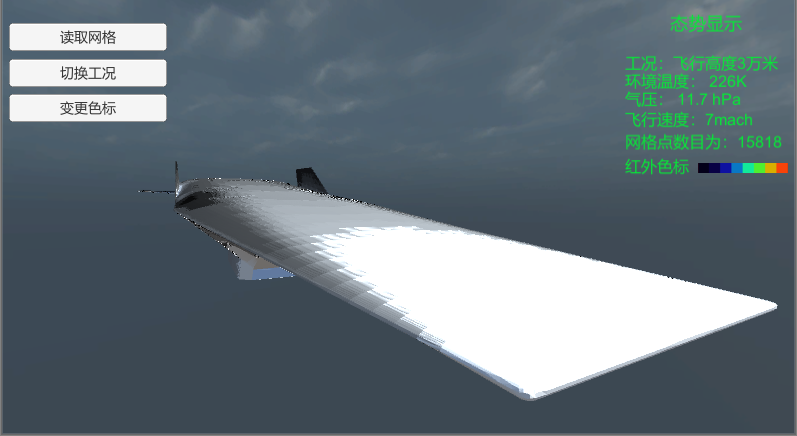 读取网格
切换工况
变更色标
态势显示
工况：飞行高度3万米
环境温度： 226K
气压： 11.7 hPa
飞行速度：7mach
网格点数目为：15818
红外色标